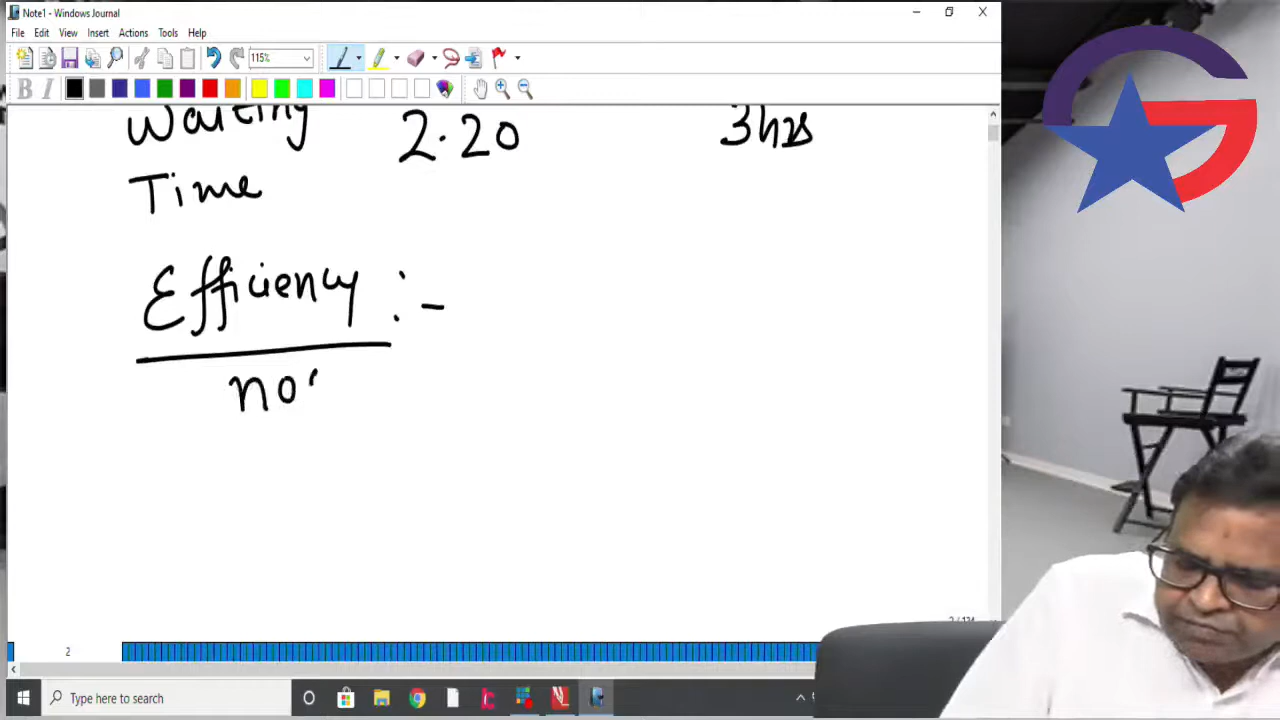 Note1 - Windows Journal
File Edit View Insert Actions Tools Help
115%
B I
Waiting 2.20 3hrs
Time
Efficiency :-
no
2
Type here to search